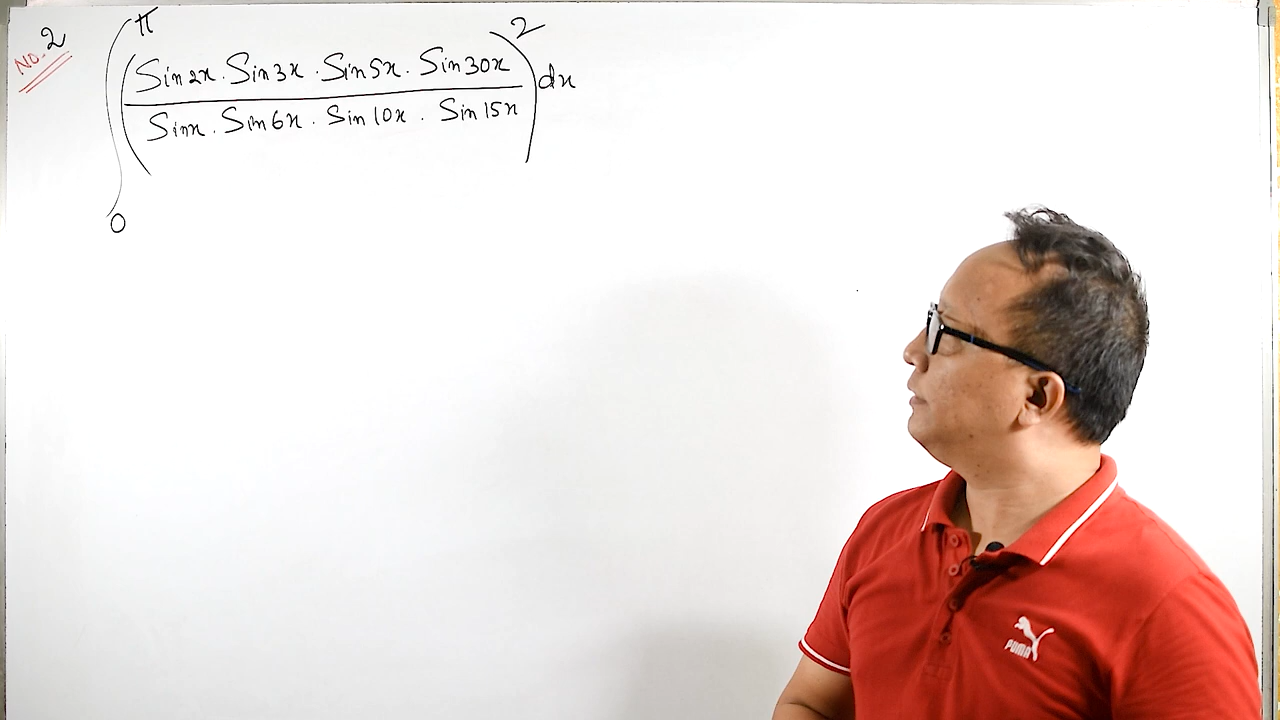 No. 2
π
( Sin2x . Sin3x . Sin5x . Sin30x )² dx
Sinx . Sin6x . Sin10x . Sin15x
0
PUMA